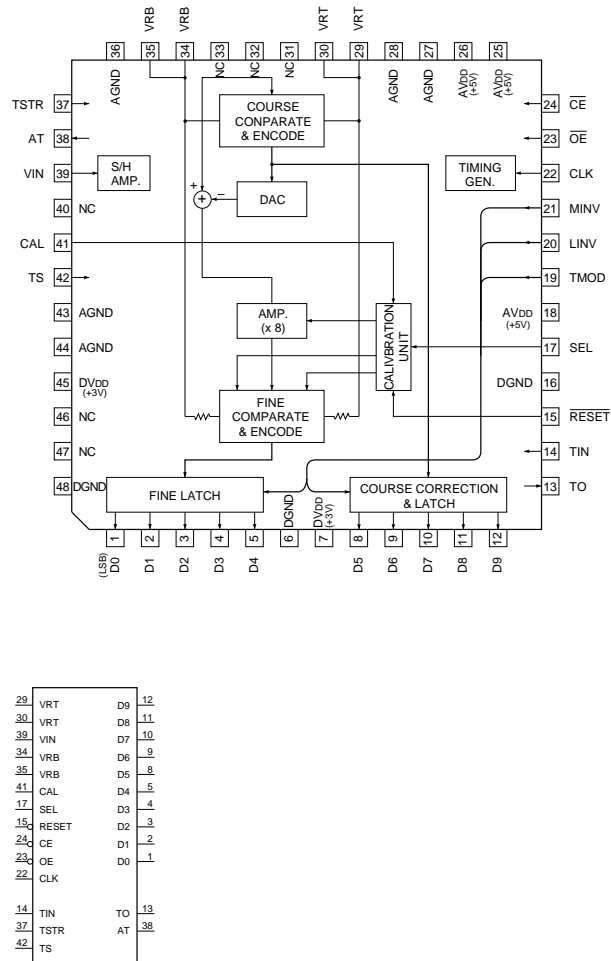 VRB
VRB
VRT
VRT
36 35 34 33 32 31 30 29 28 27 26 25
AGND
NC
NC
NC
AGND
AGND
AVDD (+5V)
AVDD (+5V)
TSTR 37
AT 38
VIN 39
40 NC
CAL 41
TS 42
43 AGND
44 AGND
45 DVDD (+3V)
46 NC
47 NC
48 DGND
COURSE
CONPARATE
& ENCODE
S/H
AMP.
TIMING
GEN.
+
+
−
DAC
AMP.
(x 8)
CALIVBRATION
UNIT
FINE
COMPARATE
& ENCODE
FINE LATCH
COURSE CORRECTION
& LATCH
24 CE
23 OE
22 CLK
21 MINV
20 LINV
19 TMOD
AVDD (+5V) 18
17 SEL
DGND 16
15 RESET
14 TIN
13 TO
DGND
DVDD (+3V)
1 2 3 4 5 6 7 8 9 10 11 12
(LSB)
D0 D1 D2 D3 D4 D5 D6 D7 D8 D9
29 VRT D9 12
30 VRT D8 11
39 VIN D7 10
34 VRB D6 9
35 VRB D5 8
41 CAL D4 5
17 SEL D3 4
15 RESET D2 3
24 CE D1 2
23 OE D0 1
22 CLK
14 TIN TO 13
37 TSTR AT 38
42 TS